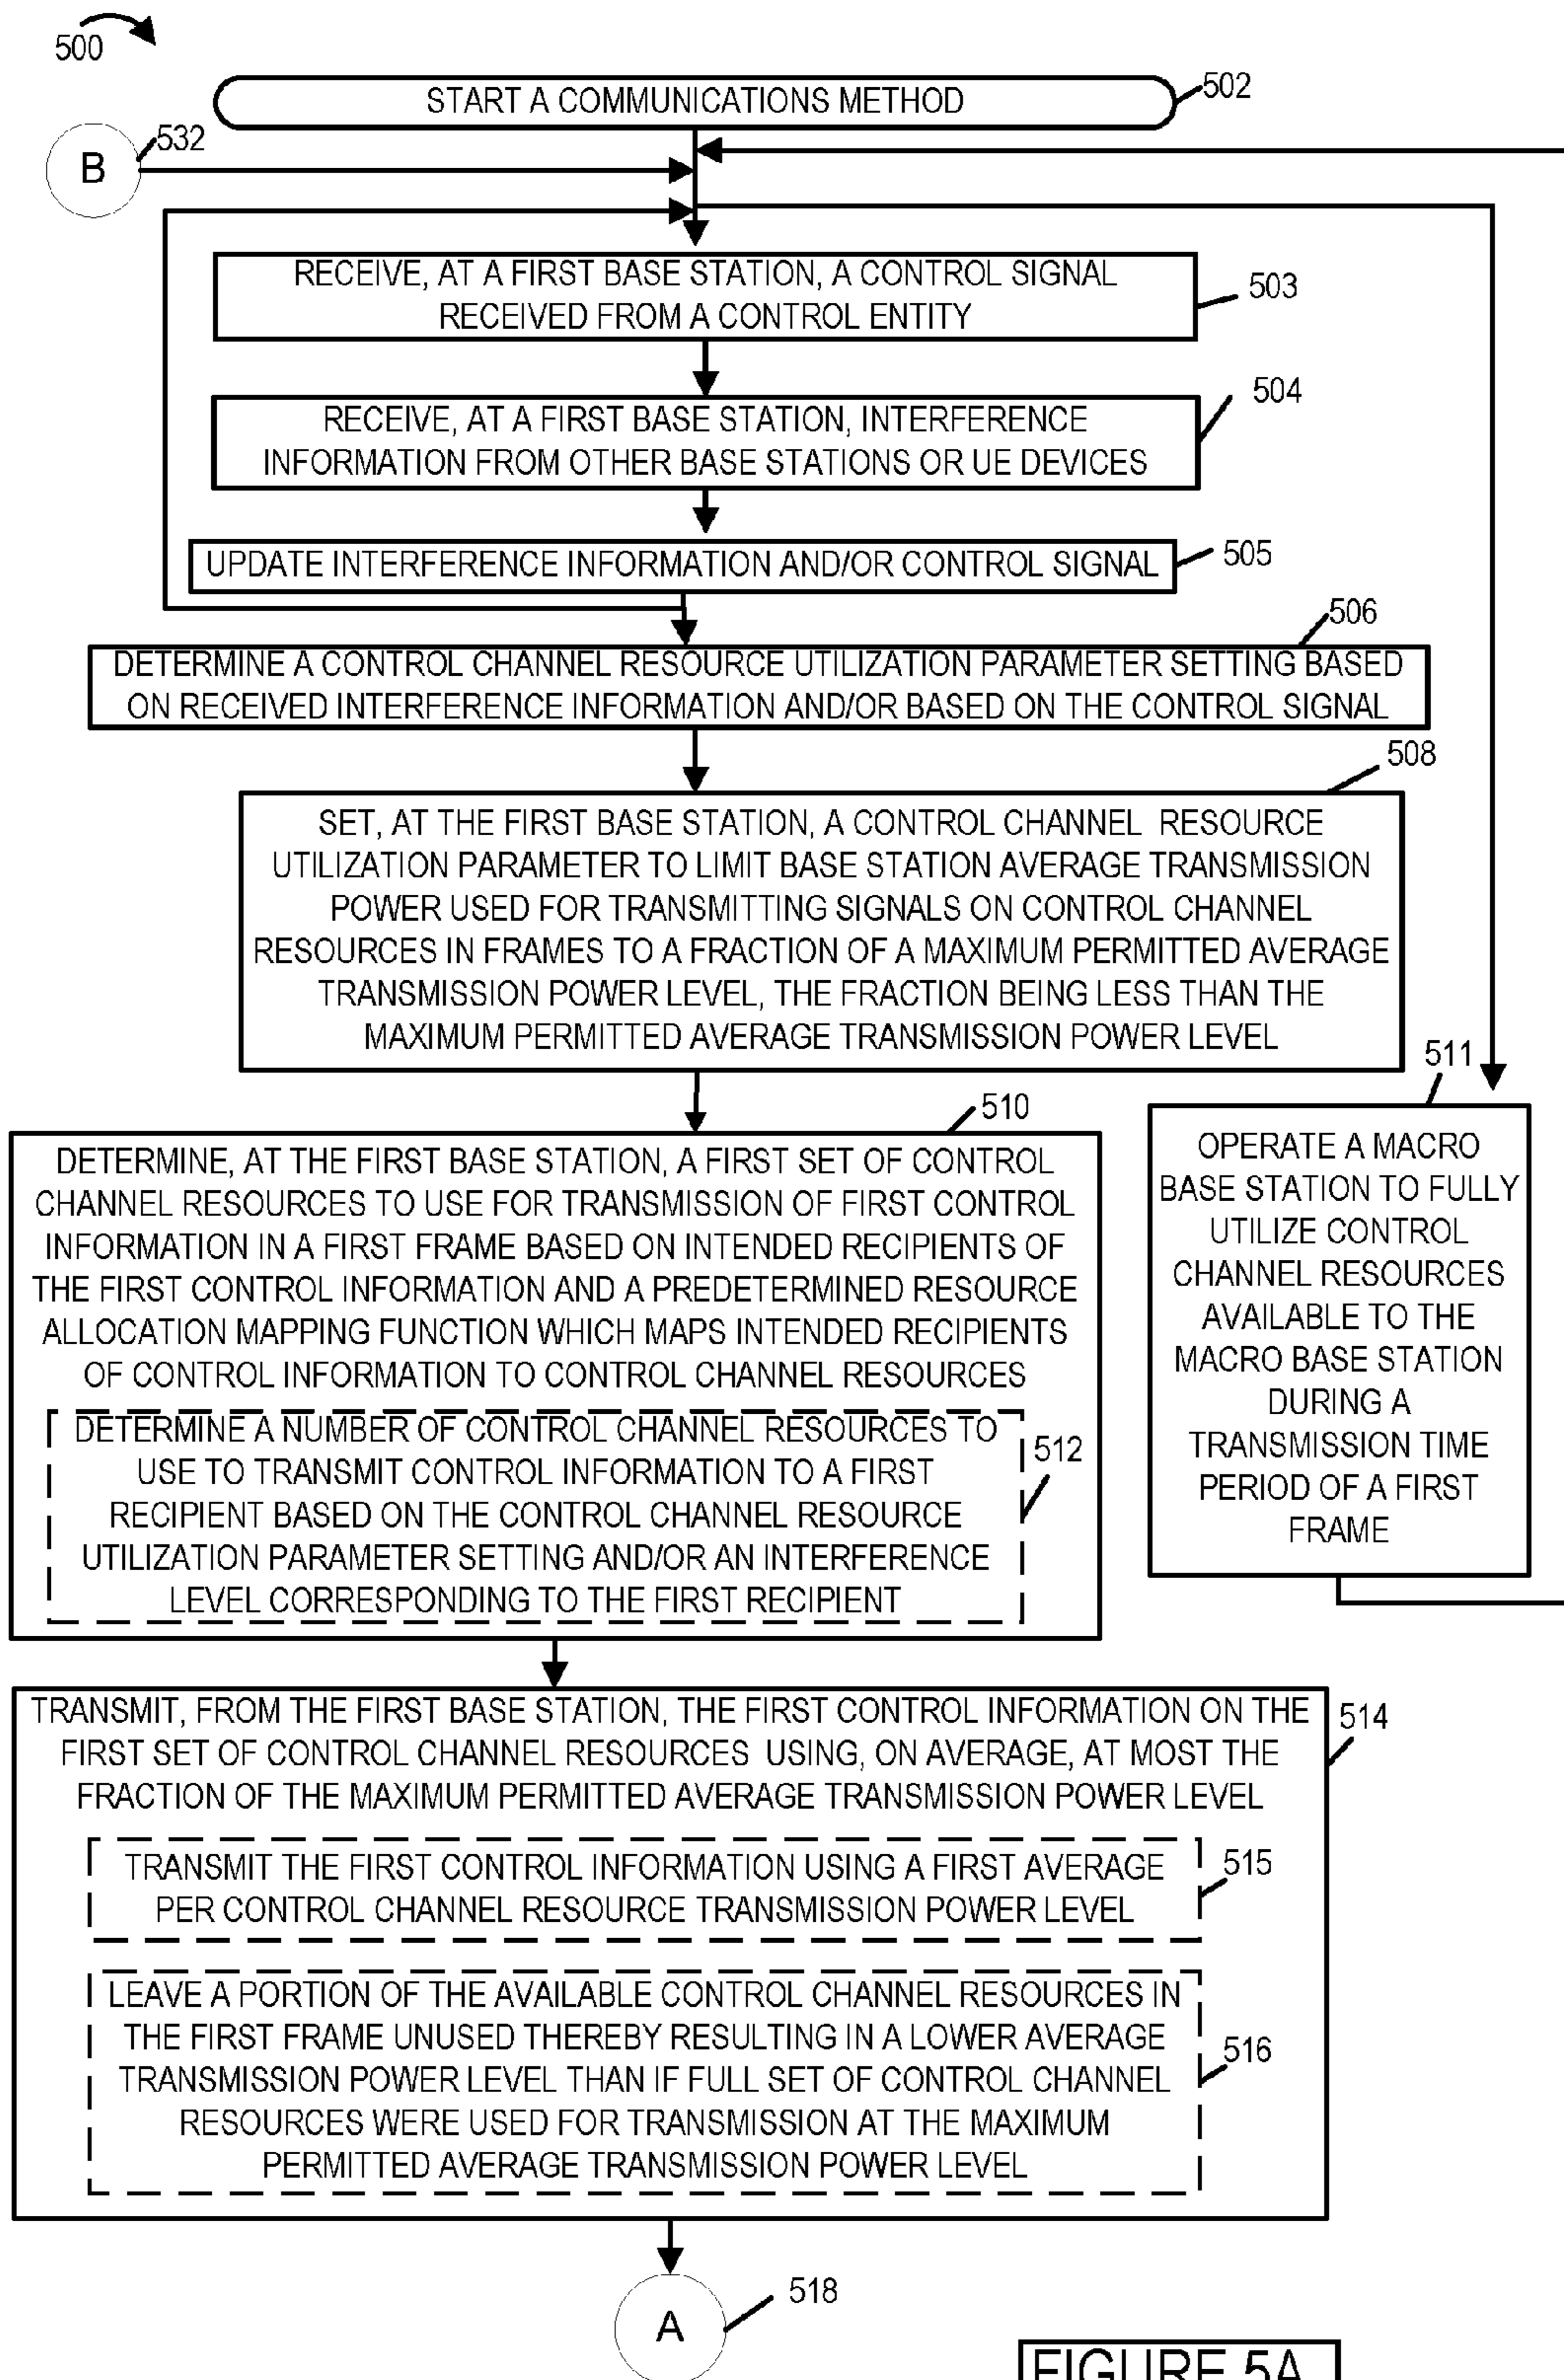 500
START A COMMUNICATIONS METHOD
502
B
532
RECEIVE, AT A FIRST BASE STATION, A CONTROL SIGNAL
RECEIVED FROM A CONTROL ENTITY
503
RECEIVE, AT A FIRST BASE STATION, INTERFERENCE
INFORMATION FROM OTHER BASE STATIONS OR UE DEVICES
504
UPDATE INTERFERENCE INFORMATION AND/OR CONTROL SIGNAL
505
506
DETERMINE A CONTROL CHANNEL RESOURCE UTILIZATION PARAMETER SETTING BASED
ON RECEIVED INTERFERENCE INFORMATION AND/OR BASED ON THE CONTROL SIGNAL
508
SET, AT THE FIRST BASE STATION, A CONTROL CHANNEL RESOURCE
UTILIZATION PARAMETER TO LIMIT BASE STATION AVERAGE TRANSMISSION
POWER USED FOR TRANSMITTING SIGNALS ON CONTROL CHANNEL
RESOURCES IN FRAMES TO A FRACTION OF A MAXIMUM PERMITTED AVERAGE
TRANSMISSION POWER LEVEL, THE FRACTION BEING LESS THAN THE
MAXIMUM PERMITTED AVERAGE TRANSMISSION POWER LEVEL
510
DETERMINE, AT THE FIRST BASE STATION, A FIRST SET OF CONTROL
CHANNEL RESOURCES TO USE FOR TRANSMISSION OF FIRST CONTROL
INFORMATION IN A FIRST FRAME BASED ON INTENDED RECIPIENTS OF
THE FIRST CONTROL INFORMATION AND A PREDETERMINED RESOURCE
ALLOCATION MAPPING FUNCTION WHICH MAPS INTENDED RECIPIENTS
OF CONTROL INFORMATION TO CONTROL CHANNEL RESOURCES
DETERMINE A NUMBER OF CONTROL CHANNEL RESOURCES TO
USE TO TRANSMIT CONTROL INFORMATION TO A FIRST
RECIPIENT BASED ON THE CONTROL CHANNEL RESOURCE
UTILIZATION PARAMETER SETTING AND/OR AN INTERFERENCE
LEVEL CORRESPONDING TO THE FIRST RECIPIENT
512
511
OPERATE A MACRO
BASE STATION TO FULLY
UTILIZE CONTROL
CHANNEL RESOURCES
AVAILABLE TO THE
MACRO BASE STATION
DURING A
TRANSMISSION TIME
PERIOD OF A FIRST
FRAME
TRANSMIT, FROM THE FIRST BASE STATION, THE FIRST CONTROL INFORMATION ON THE
FIRST SET OF CONTROL CHANNEL RESOURCES USING, ON AVERAGE, AT MOST THE
FRACTION OF THE MAXIMUM PERMITTED AVERAGE TRANSMISSION POWER LEVEL
514
TRANSMIT THE FIRST CONTROL INFORMATION USING A FIRST AVERAGE
PER CONTROL CHANNEL RESOURCE TRANSMISSION POWER LEVEL
515
LEAVE A PORTION OF THE AVAILABLE CONTROL CHANNEL RESOURCES IN
THE FIRST FRAME UNUSED THEREBY RESULTING IN A LOWER AVERAGE
TRANSMISSION POWER LEVEL THAN IF FULL SET OF CONTROL CHANNEL
RESOURCES WERE USED FOR TRANSMISSION AT THE MAXIMUM
PERMITTED AVERAGE TRANSMISSION POWER LEVEL
516
A
518
FIGURE 5A